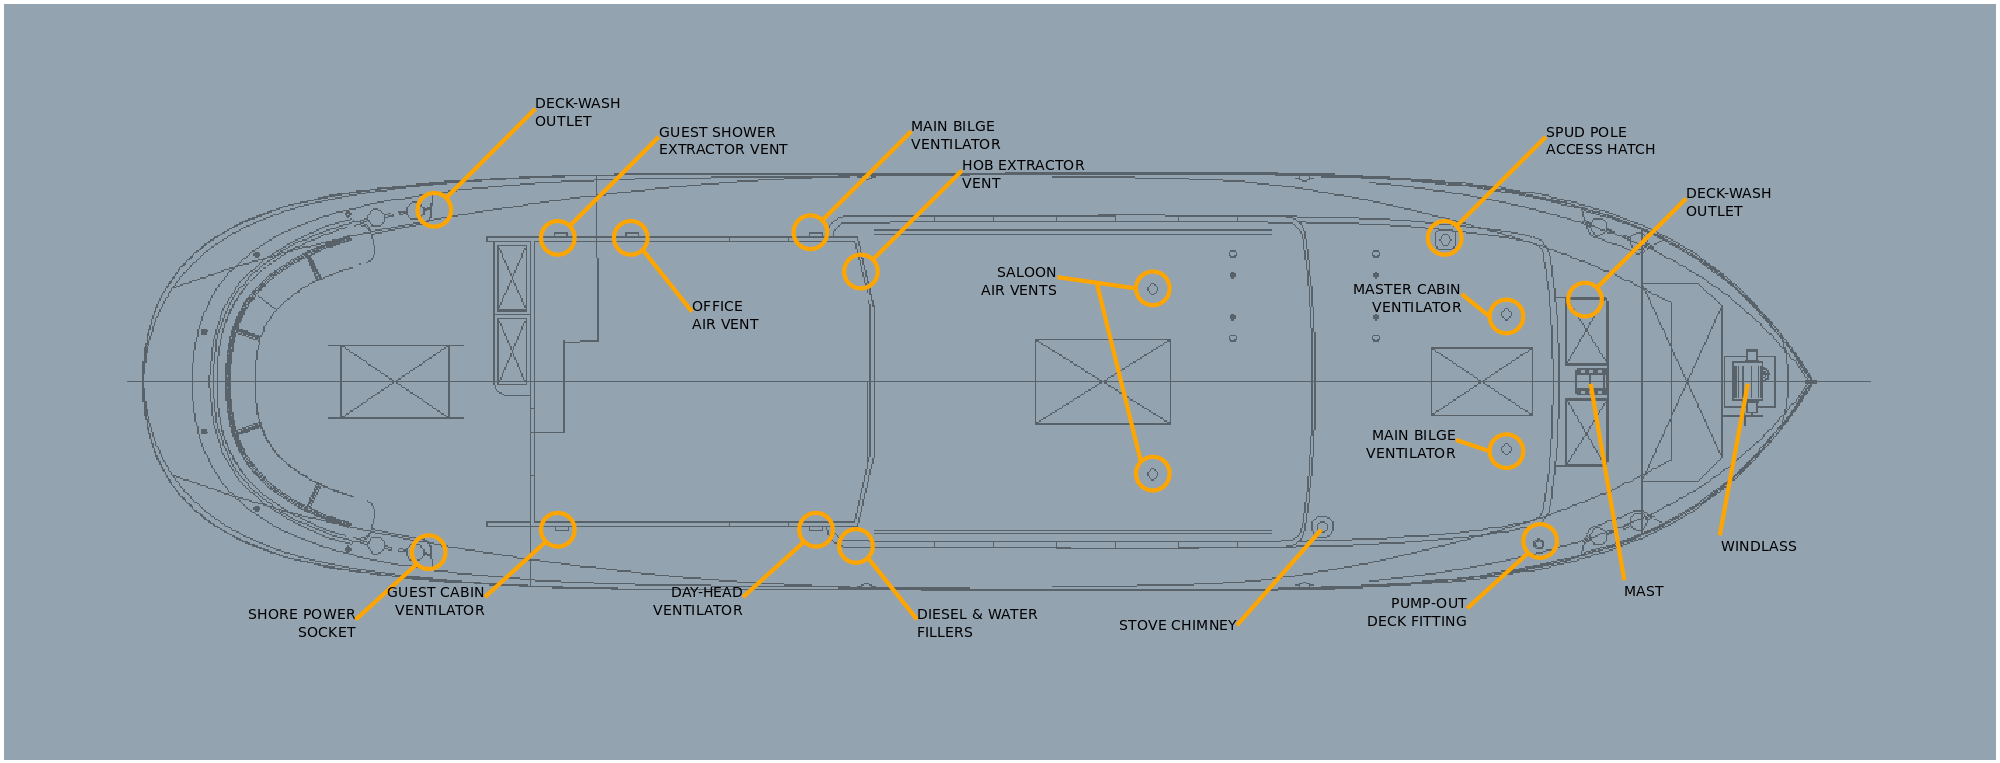 DECK-WASH
OUTLET
GUEST SHOWER
EXTRACTOR VENT
MAIN BILGE
VENTILATOR
HOB EXTRACTOR
VENT
SPUD POLE
ACCESS HATCH
DECK-WASH
OUTLET
OFFICE
AIR VENT
SALOON
AIR VENTS
MASTER CABIN
VENTILATOR
MAIN BILGE
VENTILATOR
WINDLASS
MAST
GUEST CABIN
VENTILATOR
SHORE POWER
SOCKET
DAY-HEAD
VENTILATOR
DIESEL & WATER
FILLERS
STOVE CHIMNEY
PUMP-OUT
DECK FITTING